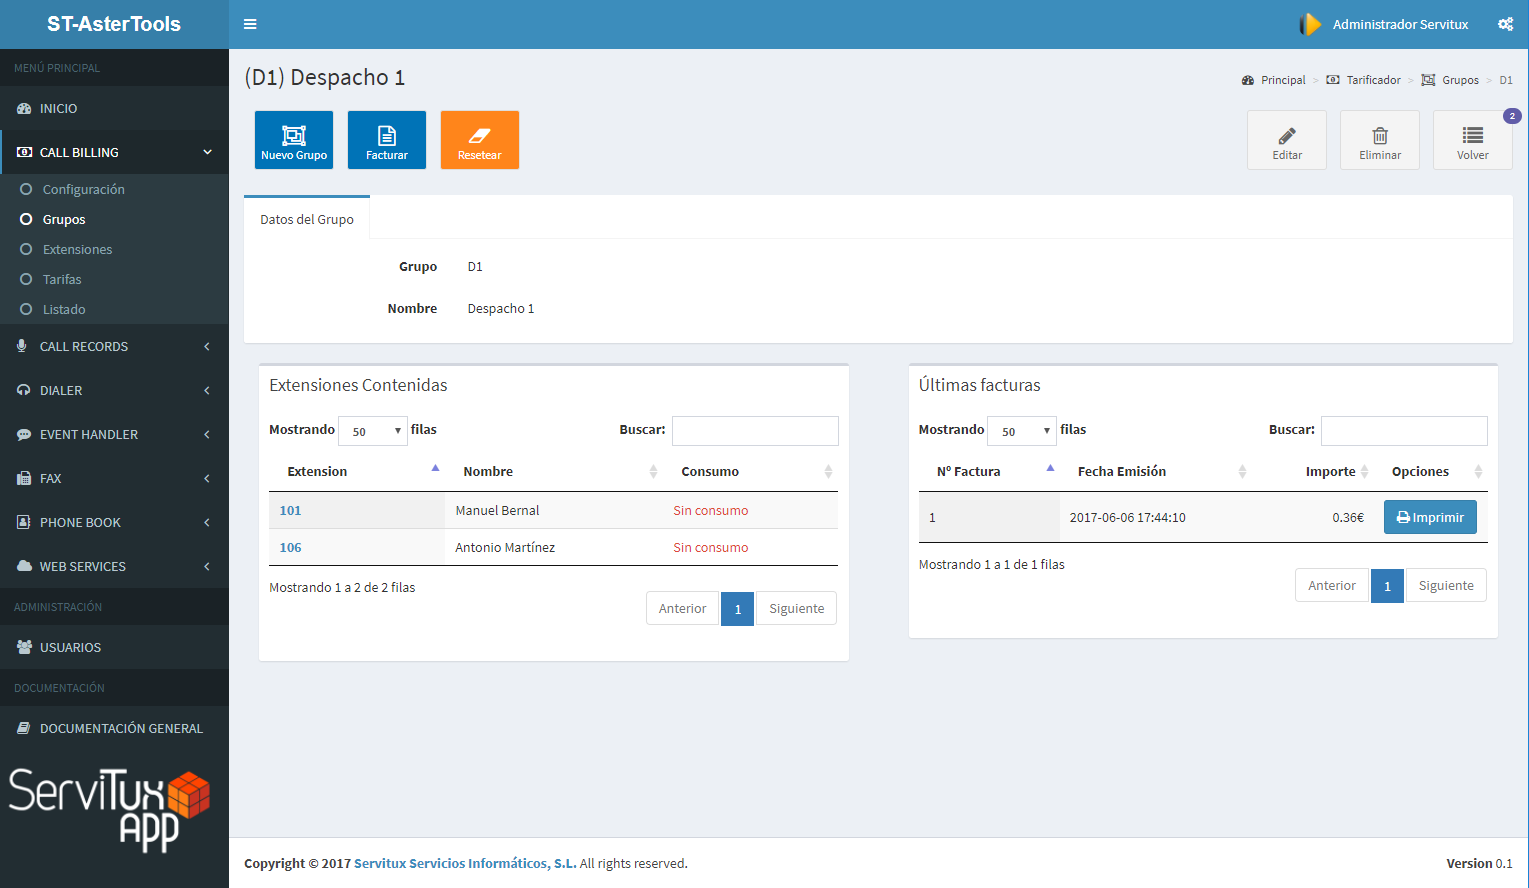 ST-AsterTools
Administrador Servitux
MENÚ PRINCIPAL
INICIO
CALL BILLING
Configuración
Grupos
Extensiones
Tarifas
Listado
CALL RECORDS
DIALER
EVENT HANDLER
FAX
PHONE BOOK
WEB SERVICES
ADMINISTRACIÓN
USUARIOS
DOCUMENTACIÓN
DOCUMENTACIÓN GENERAL
ServiTux
APP
(D1) Despacho 1
Principal > Tarificador > Grupos > D1
Nuevo Grupo Facturar Resetear
Editar Eliminar Volver 2
Datos del Grupo
Grupo D1
Nombre Despacho 1
Extensiones Contenidas
Mostrando 50 filas Buscar:
Extension Nombre Consumo
101 Manuel Bernal Sin consumo
106 Antonio Martínez Sin consumo
Mostrando 1 a 2 de 2 filas
Anterior 1 Siguiente
Últimas facturas
Mostrando 50 filas Buscar:
Nº Factura Fecha Emisión Importe Opciones
1 2017-06-06 17:44:10 0.36€ Imprimir
Mostrando 1 a 1 de 1 filas
Anterior 1 Siguiente
Copyright © 2017 Servitux Servicios Informáticos, S.L. All rights reserved.
Version 0.1